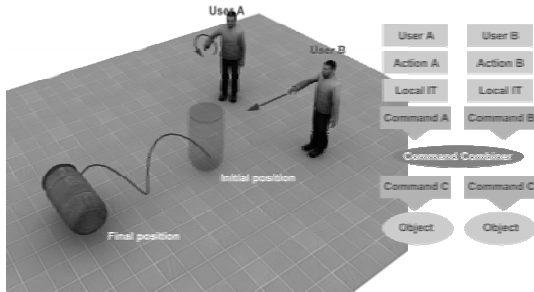 User A
User B
Initial position
Final position
User A
User B
Action A
Action B
Local IT
Local IT
Command A
Command B
Command Combiner
Command C
Command C
Object
Object